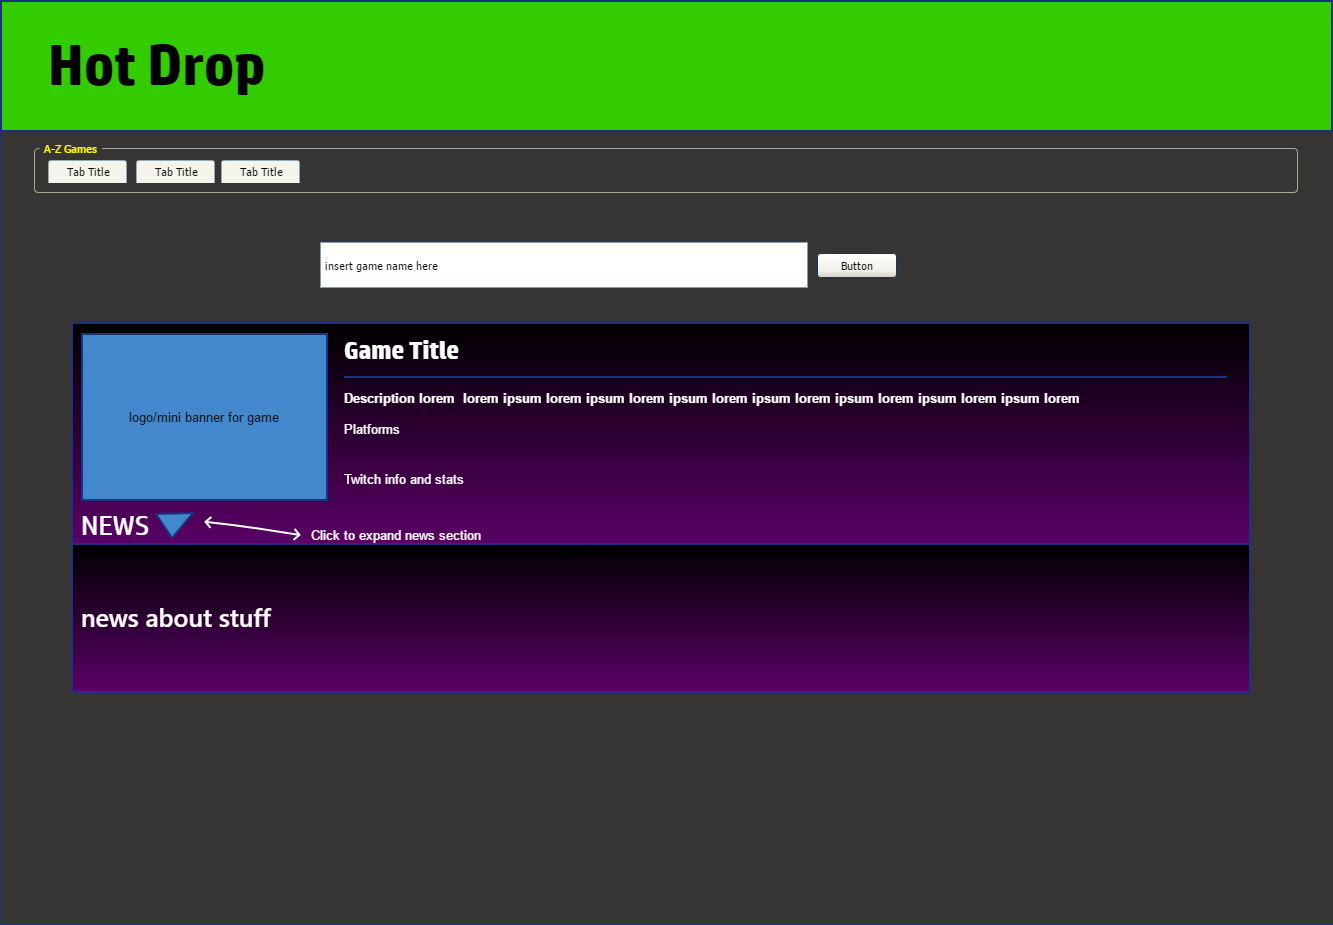 Hot Drop
A-Z Games
Tab Title Tab Title Tab Title
insert game name here Button
Game Title
logo/mini banner for game
Description lorem  lorem ipsum lorem ipsum lorem ipsum lorem ipsum lorem ipsum lorem ipsum lorem ipsum lorem
Platforms
Twitch info and stats
NEWS
Click to expand news section
news about stuff